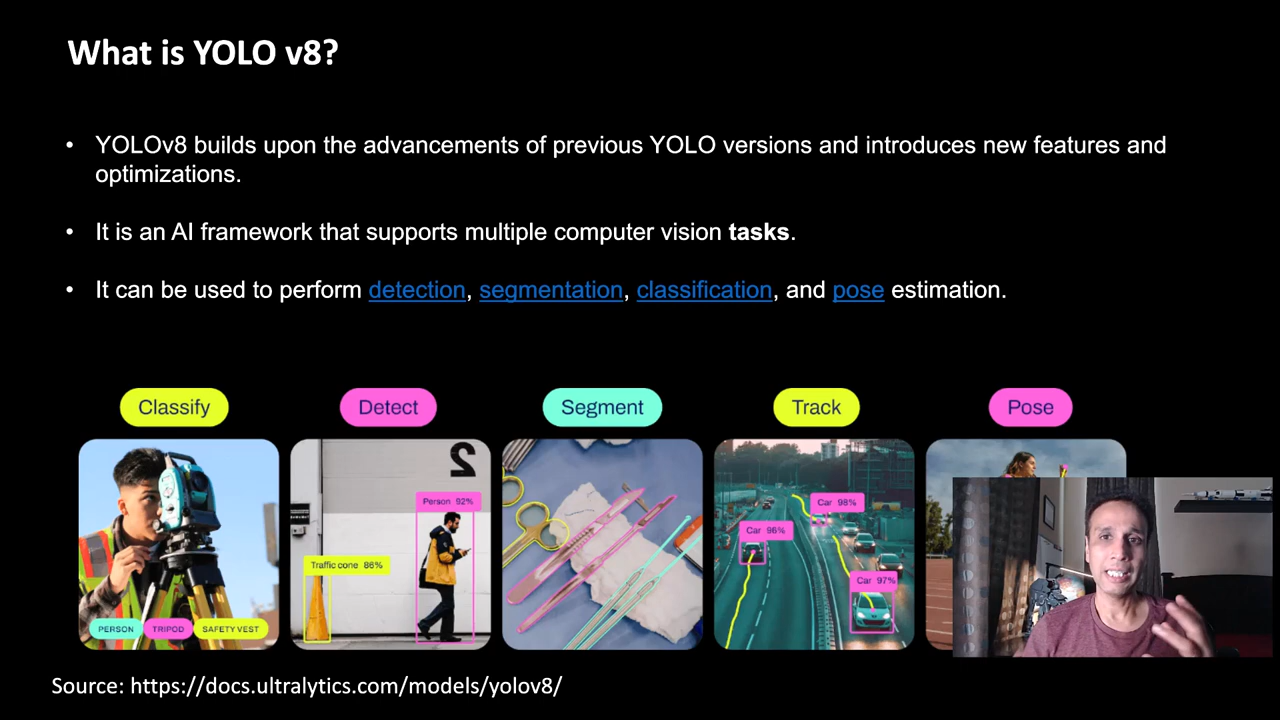 What is YOLO v8?
• YOLOv8 builds upon the advancements of previous YOLO versions and introduces new features and
optimizations.
• It is an AI framework that supports multiple computer vision tasks.
• It can be used to perform detection, segmentation, classification, and pose estimation.
Classify Detect Segment Track Pose
2
Person 92%
Car 98%
Car 96%
Traffic cone 86%
Car 97%
PERSON TRIPOD SAFETY VEST
Source: https://docs.ultralytics.com/models/yolov8/